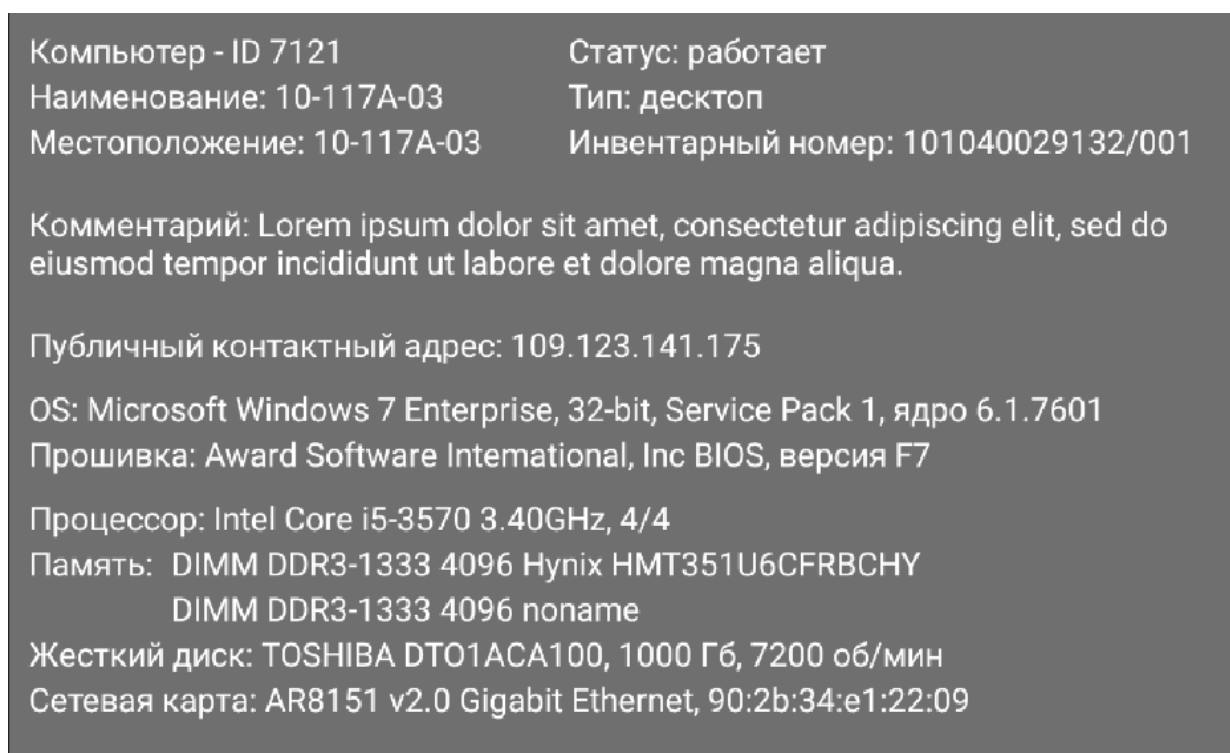 Компьютер - ID 7121
Статус: работает
Наименование: 10-117A-03
Тип: десктоп
Местоположение: 10-117A-03
Инвентарный номер: 101040029132/001
Комментарий: Lorem ipsum dolor sit amet, consectetur adipiscing elit, sed do
eiusmod tempor incididunt ut labore et dolore magna aliqua.
Публичный контактный адрес: 109.123.141.175
OS: Microsoft Windows 7 Enterprise, 32-bit, Service Pack 1, ядро 6.1.7601
Прошивка: Award Software International, Inc BIOS, версия F7
Процессор: Intel Core i5-3570 3.40GHz, 4/4
Память: DIMM DDR3-1333 4096 Hynix HMT351U6CFRBCHY
DIMM DDR3-1333 4096 noname
Жесткий диск: TOSHIBA DTO1ACA100, 1000 Гб, 7200 об/мин
Сетевая карта: AR8151 v2.0 Gigabit Ethernet, 90:2b:34:e1:22:09